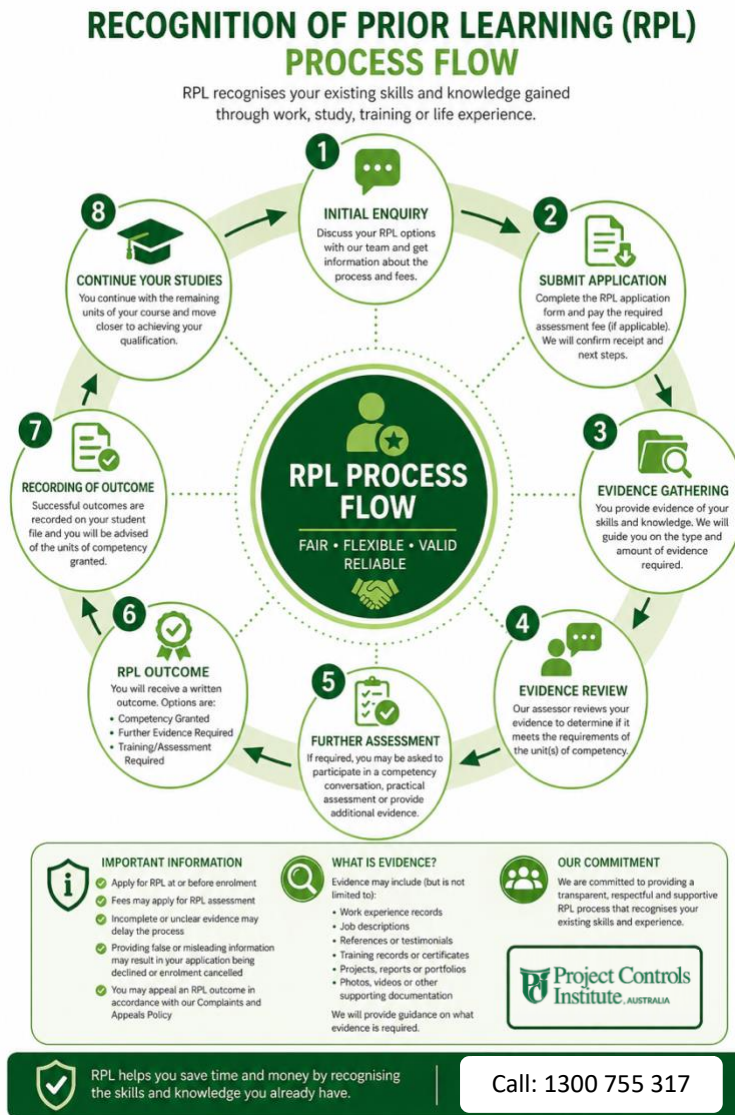 RECOGNITION OF PRIOR LEARNING (RPL)
PROCESS FLOW
RPL recognises your existing skills and knowledge gained
through work, study, training or life experience.
1
INITIAL ENQUIRY
Discuss your RPL options
with our team and get
information about the
process and fees.
2
SUBMIT APPLICATION
Complete the RPL application
form and pay the required
assessment fee (if applicable).
We will confirm receipt and
next steps.
3
EVIDENCE GATHERING
You provide evidence of your
skills and knowledge. We will
guide you on the type and
amount of evidence
required.
4
EVIDENCE REVIEW
Our assessor reviews your
evidence to determine if it
meets the requirements of
the unit(s) of competency.
5
FURTHER ASSESSMENT
If required, you may be asked to
participate in a competency
conversation, practical
assessment or provide
additional evidence.
6
RPL OUTCOME
You will receive a written
outcome. Options are:
• Competency Granted
• Further Evidence Required
• Training/Assessment
Required
7
RECORDING OF OUTCOME
Successful outcomes are
recorded on your student
file and you will be advised
of the units of competency
granted.
8
CONTINUE YOUR STUDIES
You continue with the remaining
units of your course and move
closer to achieving your
qualification.
RPL PROCESS
FLOW
FAIR • FLEXIBLE • VALID
RELIABLE
IMPORTANT INFORMATION
Apply for RPL at or before enrolment
Fees may apply for RPL assessment
Incomplete or unclear evidence may
delay the process
Providing false or misleading information
may result in your application being
declined or enrolment cancelled
You may appeal an RPL outcome in
accordance with our Complaints and
Appeals Policy
WHAT IS EVIDENCE?
Evidence may include (but is not
limited to):
• Work experience records
• Job descriptions
• References or testimonials
• Training records or certificates
• Projects, reports or portfolios
• Photos, videos or other
supporting documentation
We will provide guidance on what
evidence is required.
OUR COMMITMENT
We are committed to providing a
transparent, respectful and supportive
RPL process that recognises your
existing skills and experience.
Project Controls
Institute, AUSTRALIA
RPL helps you save time and money by recognising
the skills and knowledge you already have.
Call: 1300 755 317